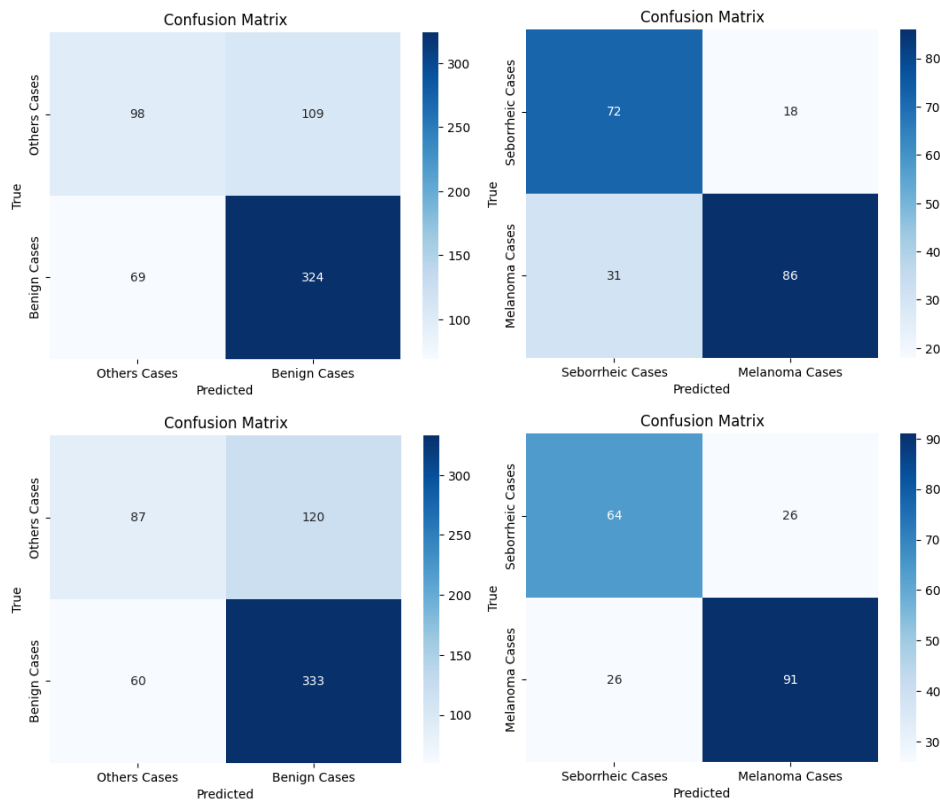 Confusion Matrix
Others Cases
98
109
300
250
200
150
100
True
Benign Cases
69
324
Others Cases
Benign Cases
Predicted
Confusion Matrix
Seborrheic Cases
72
18
80
70
60
50
40
30
20
True
Melanoma Cases
31
86
Seborrheic Cases
Melanoma Cases
Predicted
Confusion Matrix
Others Cases
87
120
300
250
200
150
100
True
Benign Cases
60
333
Others Cases
Benign Cases
Predicted
Confusion Matrix
Seborrheic Cases
64
26
90
80
70
60
50
40
30
True
Melanoma Cases
26
91
Seborrheic Cases
Melanoma Cases
Predicted